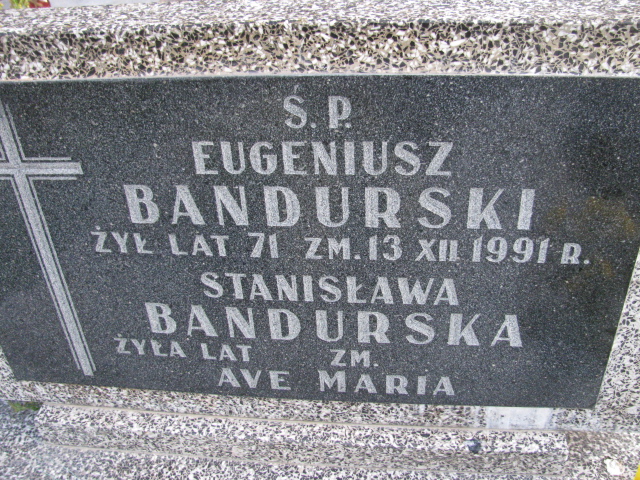 Ś. P.
EUGENIUSZ
BANDURSKI
ŻYŁ LAT 71 ZM. 13 XII 1991 R.
STANISŁAWA
BANDURSKA
ŻYŁA LAT ZM.
AVE MARIA